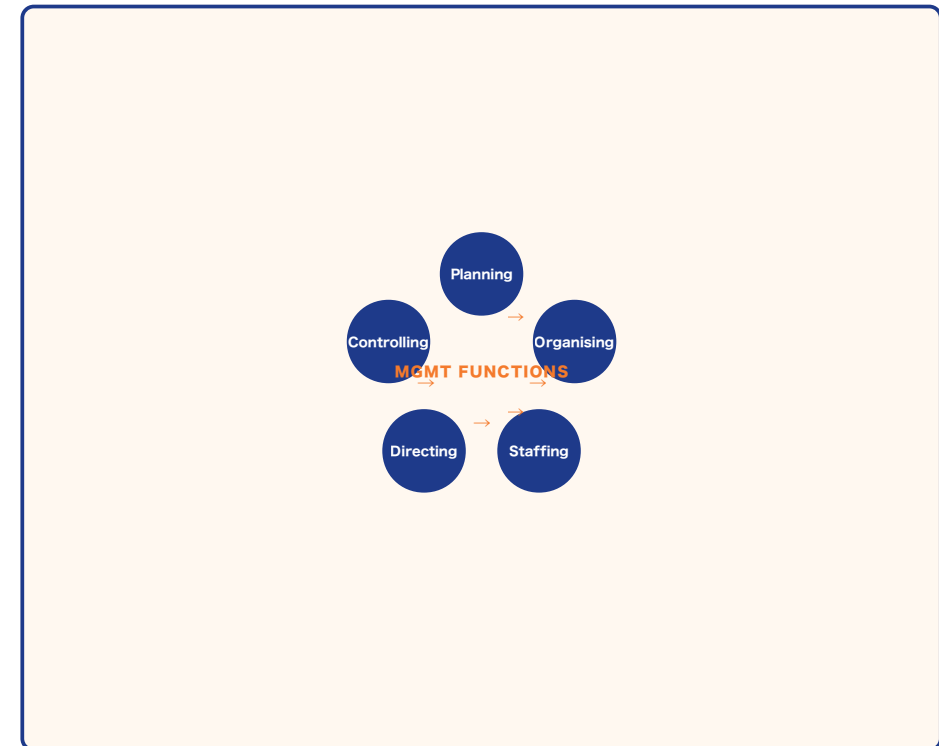 Planning
Controlling
Organising
MGMT FUNCTIONS
Directing
Staffing